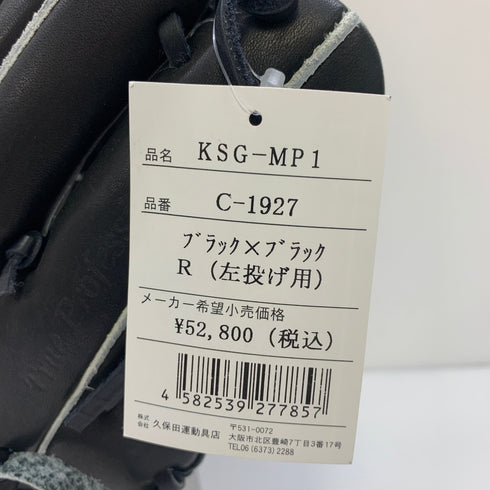 品名 KSG-MP1
品番 C-1927
ﾌﾞﾗｯｸ×ﾌﾞﾗｯｸ
R (左投げ用)
メーカー希望小売価格
¥52,800 (税込)
4 582539 277857
株式会社 久保田運動具店
〒531-0072
大阪市北区豊崎7丁目3番17号
TEL06 (6373) 2288